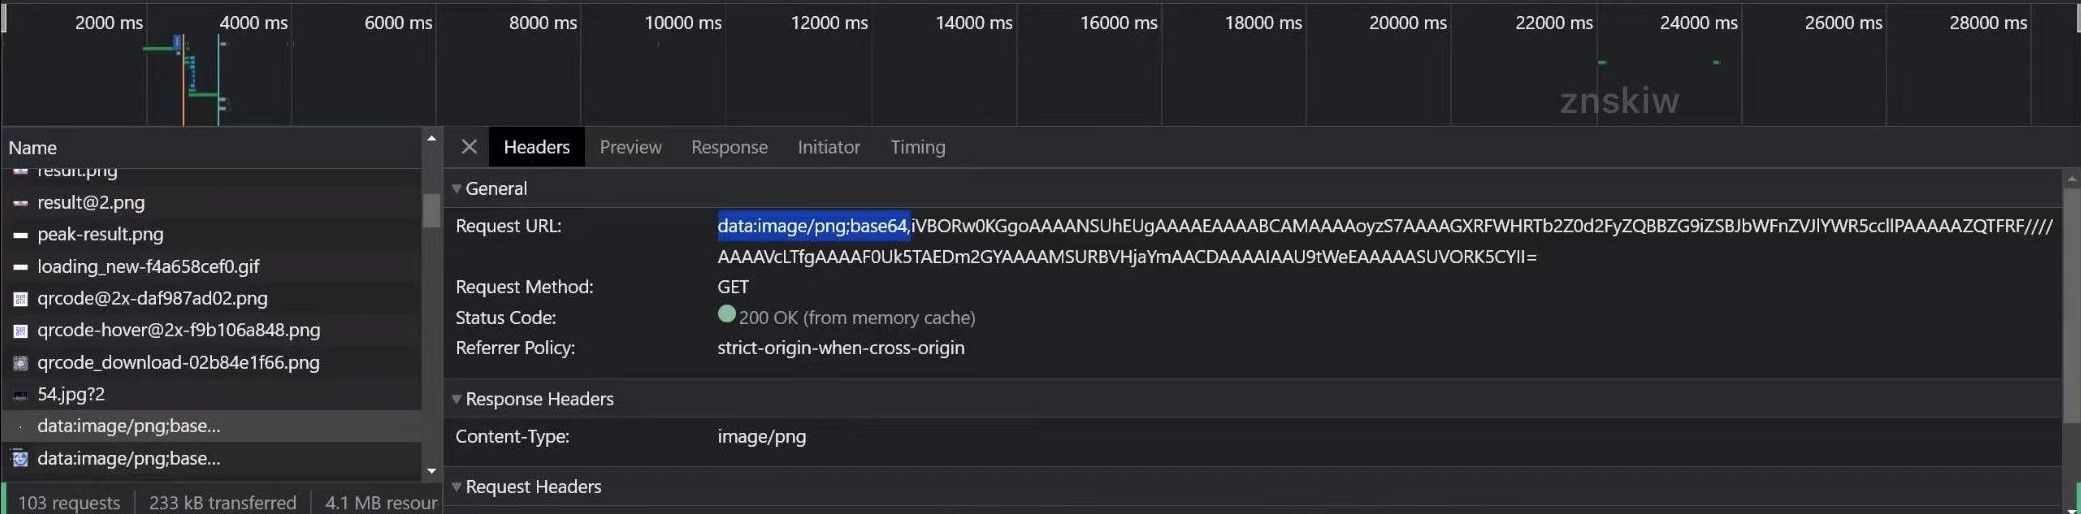 2000 ms 4000 ms 6000 ms 8000 ms 10000 ms 12000 ms 14000 ms 16000 ms 18000 ms 20000 ms 22000 ms 24000 ms 26000 ms 28000 ms
znskiw
Name
result.png
result@2.png
peak-result.png
loading_new-f4a658cef0.gif
qrcode@2x-daf987ad02.png
qrcode-hover@2x-f9b106a848.png
qrcode_download-02b84e1f66.png
54.jpg?2
data:image/png;base...
data:image/png;base...
103 requests 233 kB transferred 4.1 MB resour
Headers Preview Response Initiator Timing
General
Request URL: data:image/png;base64,iVBORw0KGgoAAAANSUhEUgAAAAEAAAABCAMAAAAoyzS7AAAAGXRFWHRTb2Z0d2FyZQBBZG9iZSBJbWFnZVJlYWR5ccllPAAAAAZQTFRF////
AAAAVcLTfgAAAAF0Uk5TAEDm2GYAAAAMSURBVHjaYmAACDAAAAIAAU9tWeEAAAAASUVORK5CYII=
Request Method: GET
Status Code: 200 OK (from memory cache)
Referrer Policy: strict-origin-when-cross-origin
Response Headers
Content-Type: image/png
Request Headers